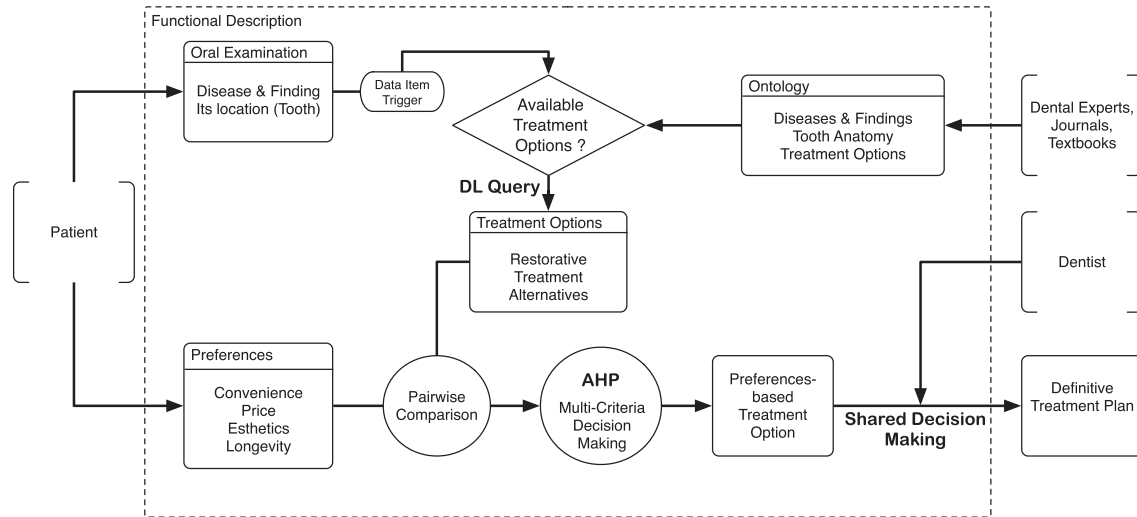 Functional Description
Oral Examination
Disease & Finding
Its location (Tooth)
Data Item
Trigger
Available
Treatment
Options ?
Ontology
Diseases & Findings
Tooth Anatomy
Treatment Options
Dental Experts,
Journals,
Textbooks
DL Query
Patient
Treatment Options
Restorative
Treatment
Alternatives
Dentist
Preferences
Convenience
Price
Esthetics
Longevity
Pairwise
Comparison
AHP
Multi-Criteria
Decision
Making
Preferences-
based
Treatment
Option
Shared Decision
Making
Definitive
Treatment Plan